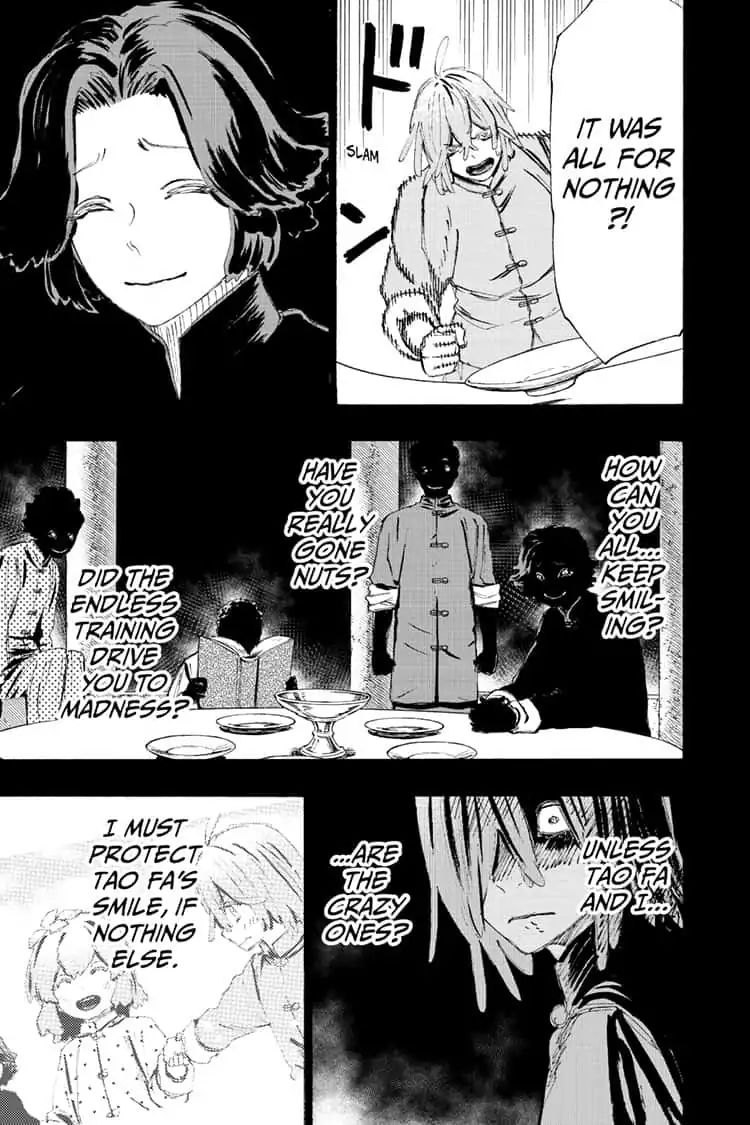 IT WAS
ALL FOR
NOTHING
?!
ド
ン
SLAM
HOW
CAN
YOU
ALL...
KEEP
SMIL-
ING?
HAVE
YOU
REALLY
GONE
NUTS?
DID THE
ENDLESS
TRAINING
DRIVE
YOU TO
MADNESS?
UNLESS
TAO FA
AND I...
...ARE
THE
CRAZY
ONES?
I MUST
PROTECT
TAO FA'S
SMILE, IF
NOTHING
ELSE.